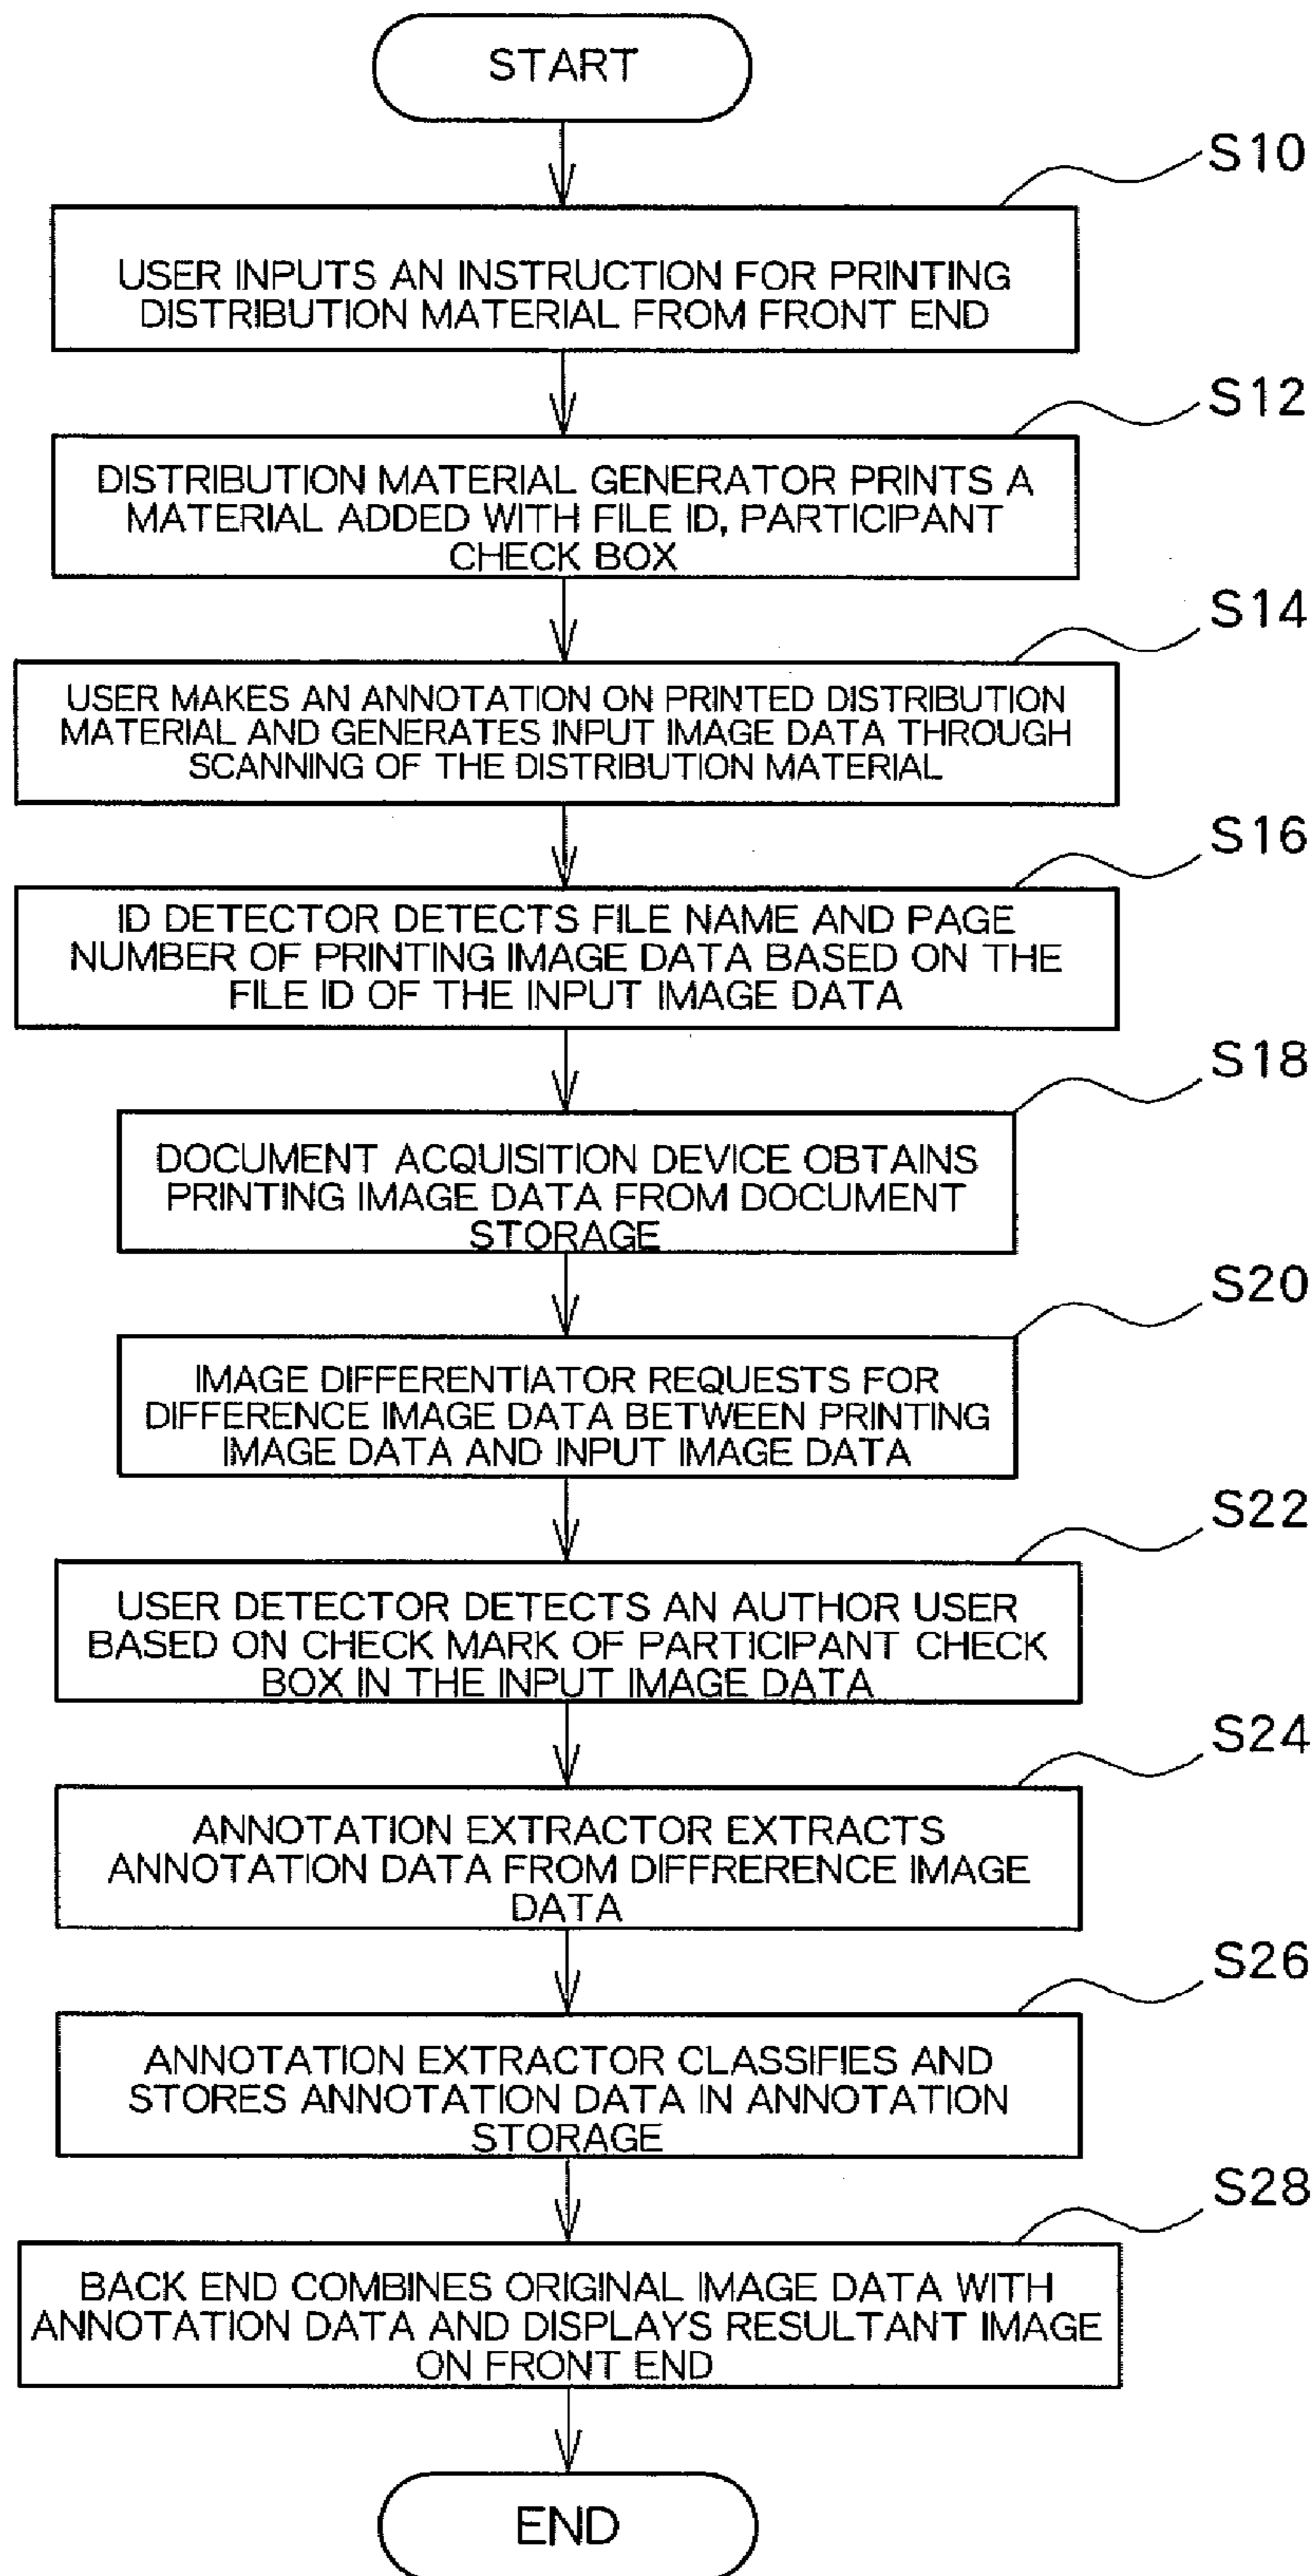 START
S10
USER INPUTS AN INSTRUCTION FOR PRINTING
DISTRIBUTION MATERIAL FROM FRONT END
S12
DISTRIBUTION MATERIAL GENERATOR PRINTS A
MATERIAL ADDED WITH FILE ID, PARTICIPANT
CHECK BOX
S14
USER MAKES AN ANNOTATION ON PRINTED DISTRIBUTION
MATERIAL AND GENERATES INPUT IMAGE DATA THROUGH
SCANNING OF THE DISTRIBUTION MATERIAL
S16
ID DETECTOR DETECTS FILE NAME AND PAGE
NUMBER OF PRINTING IMAGE DATA BASED ON THE
FILE ID OF THE INPUT IMAGE DATA
S18
DOCUMENT ACQUISITION DEVICE OBTAINS
PRINTING IMAGE DATA FROM DOCUMENT
STORAGE
S20
IMAGE DIFFERENTIATOR REQUESTS FOR
DIFFERENCE IMAGE DATA BETWEEN PRINTING
IMAGE DATA AND INPUT IMAGE DATA
S22
USER DETECTOR DETECTS AN AUTHOR USER
BASED ON CHECK MARK OF PARTICIPANT CHECK
BOX IN THE INPUT IMAGE DATA
S24
ANNOTATION EXTRACTOR EXTRACTS
ANNOTATION DATA FROM DIFFRERENCE IMAGE
DATA
S26
ANNOTATION EXTRACTOR CLASSIFIES AND
STORES ANNOTATION DATA IN ANNOTATION
STORAGE
S28
BACK END COMBINES ORIGINAL IMAGE DATA WITH
ANNOTATION DATA AND DISPLAYS RESULTANT IMAGE
ON FRONT END
END